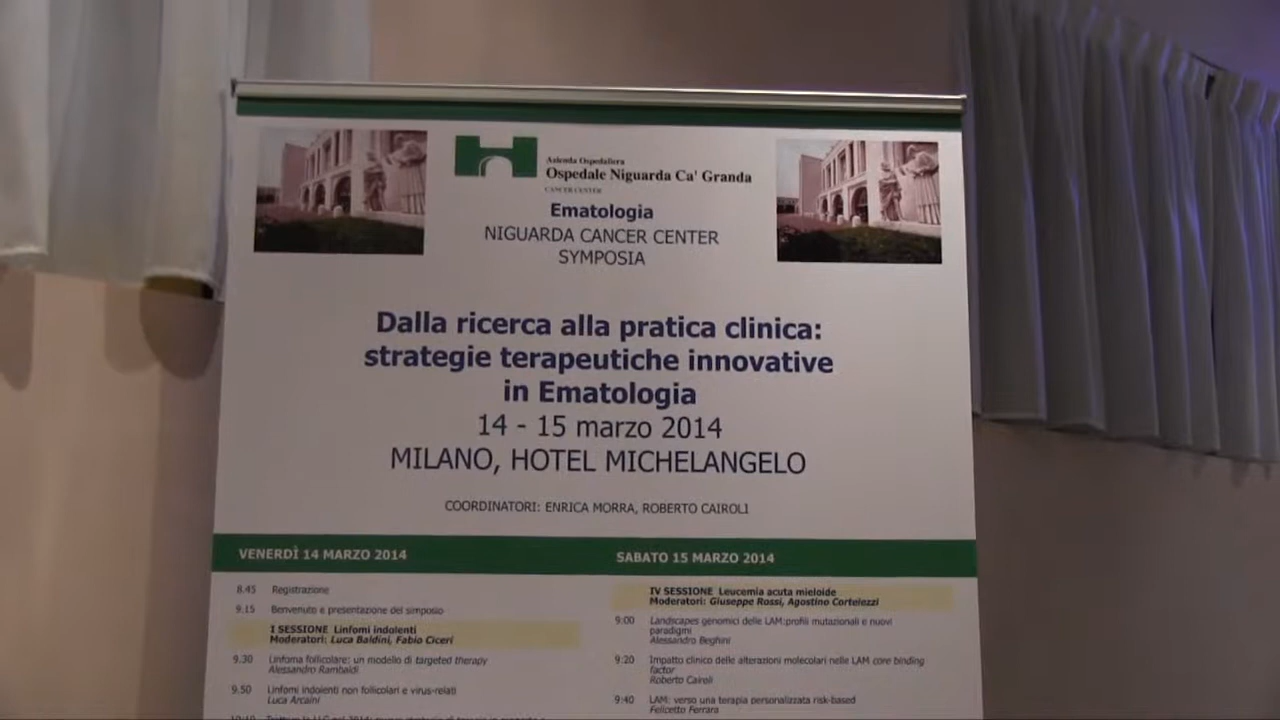 Azienda Ospedaliera
Ospedale Niguarda Ca' Granda
CANCER CENTER
Ematologia
NIGUARDA CANCER CENTER
SYMPOSIA
Dalla ricerca alla pratica clinica:
strategie terapeutiche innovative
in Ematologia
14 - 15 marzo 2014
MILANO, HOTEL MICHELANGELO
COORDINATORI: ENRICA MORRA, ROBERTO CAIROLI
VENERDÌ 14 MARZO 2014
8.45 Registrazione
9.15 Benvenuto e presentazione del simposio
I SESSIONE Linfomi indolenti
Moderatori: Luca Baldini, Fabio Ciceri
9.30 Linfoma follicolare: un modello di targeted therapy
Alessandro Rambaldi
9.50 Linfomi indolenti non follicolari e virus-relati
Luca Arcaini
SABATO 15 MARZO 2014
IV SESSIONE Leucemia acuta mieloide
Moderatori: Giuseppe Rossi, Agostino Cortelezzi
9:00 Landscapes genomici delle LAM:profili mutazionali e nuovi
paradigmi
Alessandro Beghini
9:20 Impatto clinico delle alterazioni molecolari nelle LAM core binding
factor
Roberto Cairoli
9:40 LAM: verso una terapia personalizzata risk-based
Felicetto Ferrara